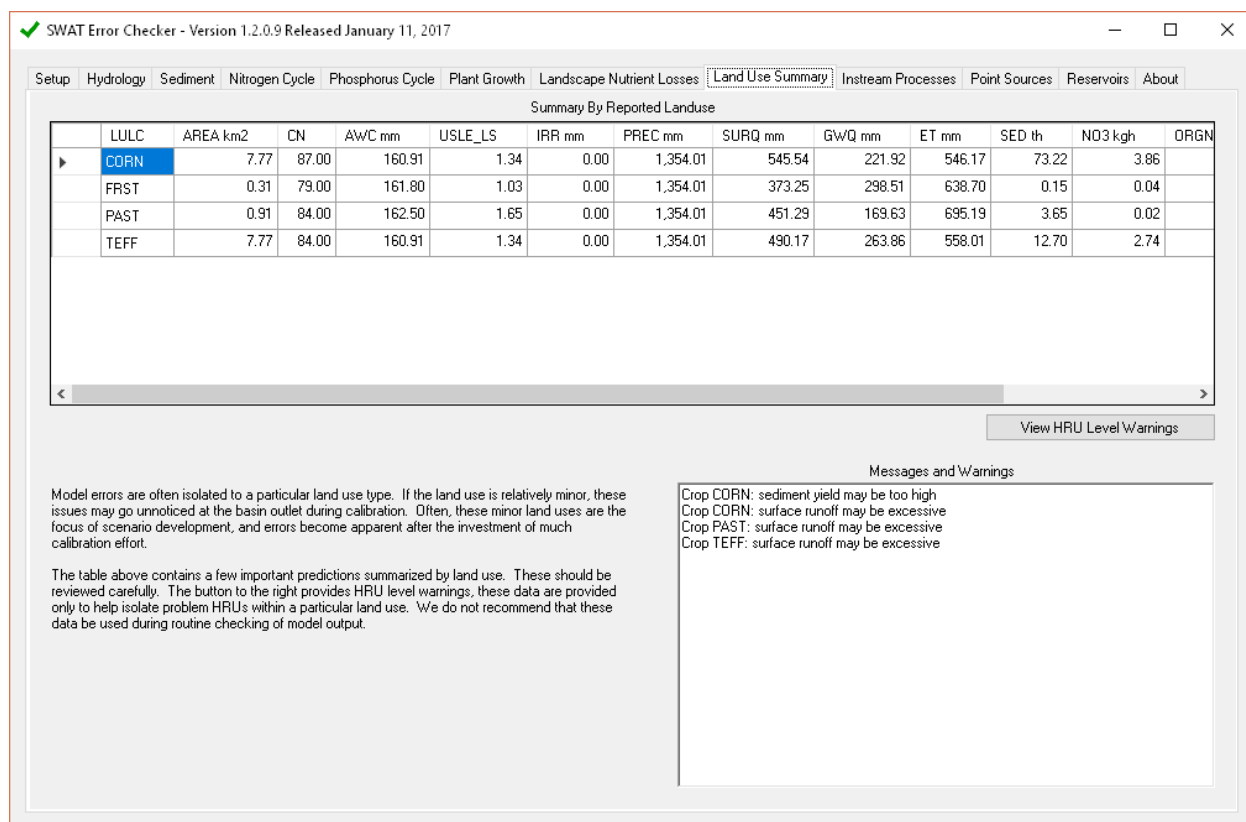 SWAT Error Checker - Version 1.2.0.9 Released January 11, 2017
Setup Hydrology Sediment Nitrogen Cycle Phosphorus Cycle Plant Growth Landscape Nutrient Losses Land Use Summary Instream Processes Point Sources Reservoirs About
Summary By Reported Landuse
LULC AREA km2 CN AWC mm USLE_LS IRR mm PREC mm SURQ mm GWQ mm ET mm SED th NO3 kgh ORGN
CORN 7.77 87.00 160.91 1.34 0.00 1,354.01 545.54 221.92 546.17 73.22 3.86
FRST 0.31 79.00 161.80 1.03 0.00 1,354.01 373.25 298.51 638.70 0.15 0.04
PAST 0.91 84.00 162.50 1.65 0.00 1,354.01 451.29 169.63 695.19 3.65 0.02
TEFF 7.77 84.00 160.91 1.34 0.00 1,354.01 490.17 263.86 558.01 12.70 2.74
View HRU Level Warnings
Model errors are often isolated to a particular land use type. If the land use is relatively minor, these
issues may go unnoticed at the basin outlet during calibration. Often, these minor land uses are the
focus of scenario development, and errors become apparent after the investment of much
calibration effort.
The table above contains a few important predictions summarized by land use. These should be
reviewed carefully. The button to the right provides HRU level warnings, these data are provided
only to help isolate problem HRUs within a particular land use. We do not recommend that these
data be used during routine checking of model output.
Messages and Warnings
Crop CORN: sediment yield may be too high
Crop CORN: surface runoff may be excessive
Crop PAST: surface runoff may be excessive
Crop TEFF: surface runoff may be excessive